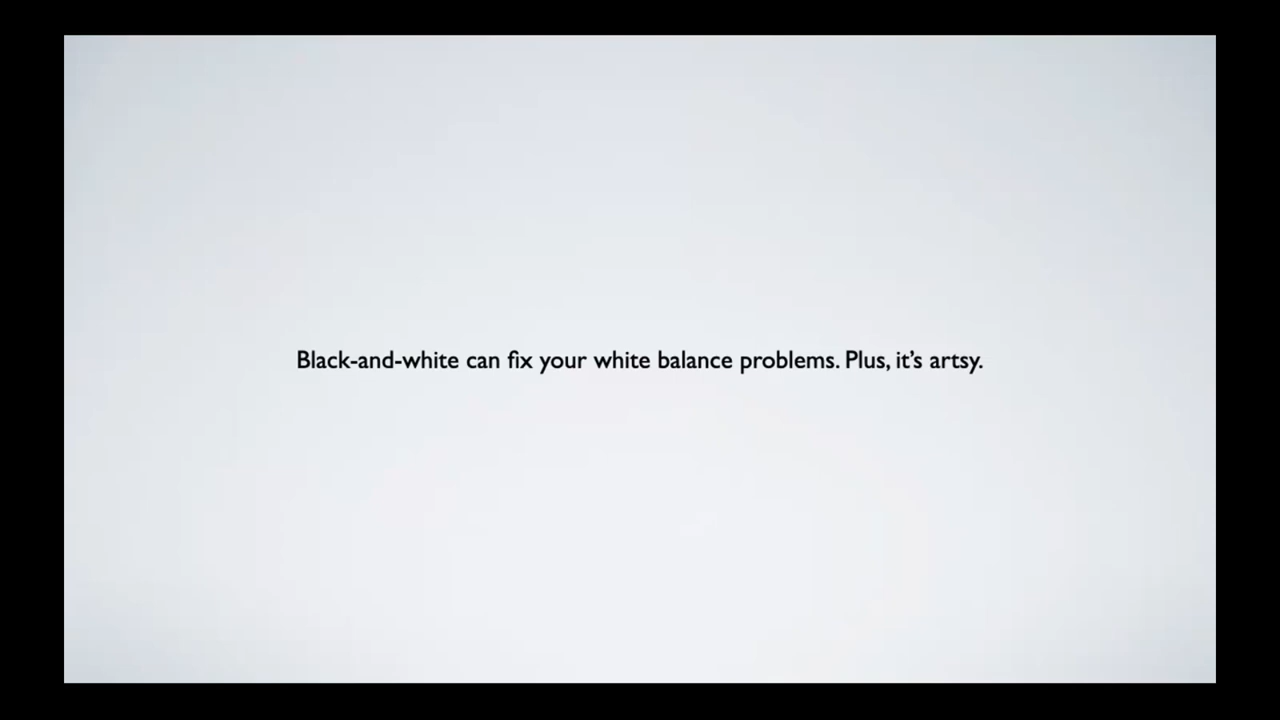 Black-and-white can fix your white balance problems. Plus, it’s artsy.